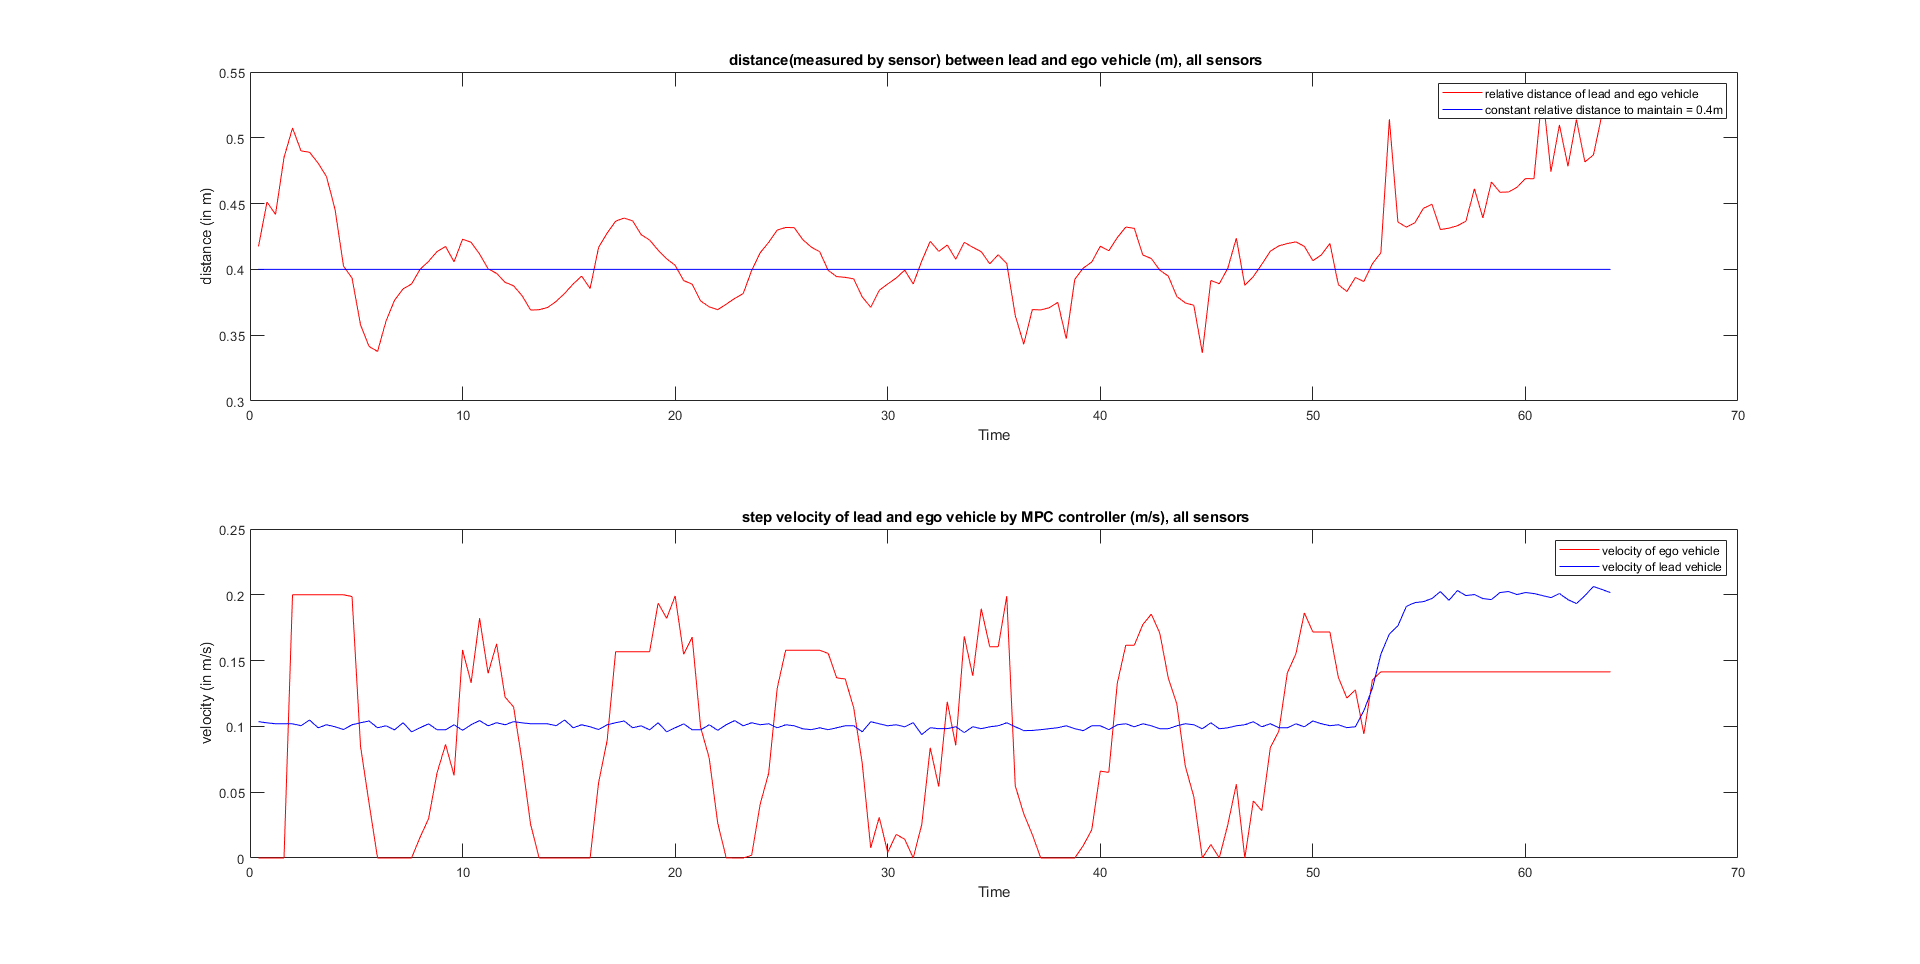 distance(measured by sensor) between lead and ego vehicle (m), all sensors
0.55
0.5
0.45
0.4
0.35
0.3
distance (in m)
relative distance of lead and ego vehicle
constant relative distance to maintain = 0.4m
0 10 20 30 40 50 60 70
Time
step velocity of lead and ego vehicle by MPC controller (m/s), all sensors
0.25
0.2
0.15
0.1
0.05
0
velocity (in m/s)
velocity of ego vehicle
velocity of lead vehicle
0 10 20 30 40 50 60 70
Time